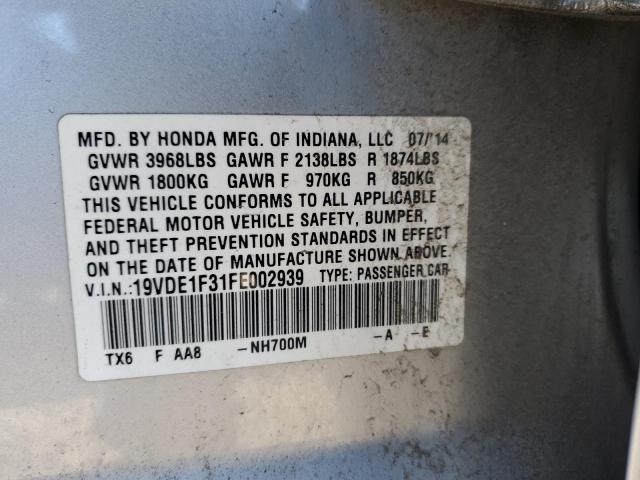 MFD. BY HONDA MFG. OF INDIANA, LLC 07/'14
GVWR 3968LBS GAWR F 2138LBS R 1874LBS
GVWR 1800KG GAWR F 970KG R 850KG
THIS VEHICLE CONFORMS TO ALL APPLICABLE
FEDERAL MOTOR VEHICLE SAFETY, BUMPER,
AND THEFT PREVENTION STANDARDS IN EFFECT
ON THE DATE OF MANUFACTURE SHOWN ABOVE.
V.I.N.:19VDE1F31FE002939 TYPE: PASSENGER CAR
TX6 F AA8 -NH700M -A -E